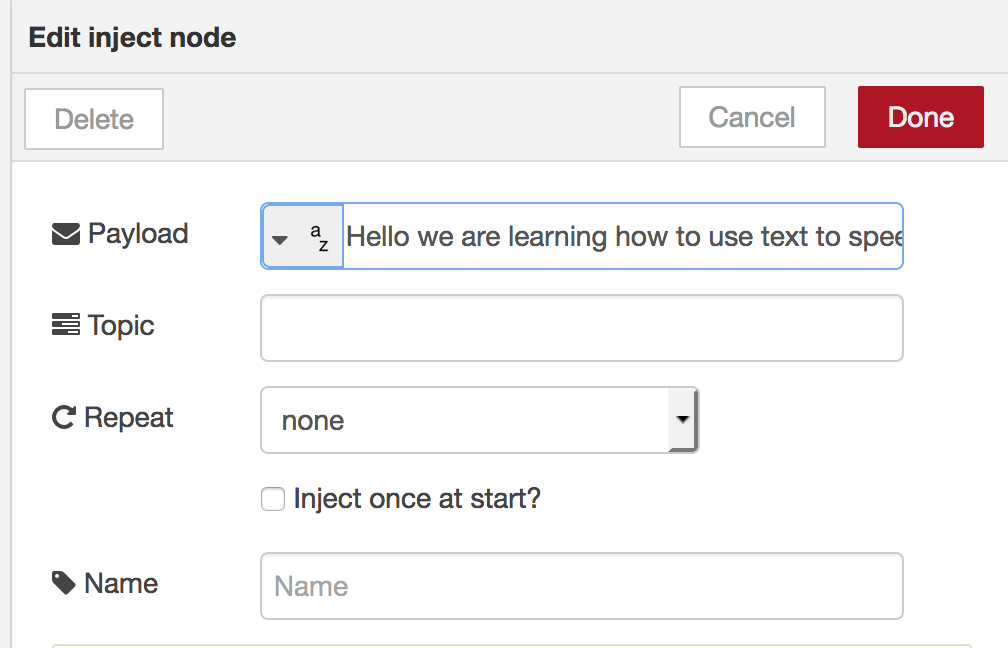 Edit inject node
Delete Cancel Done
Payload az Hello we are learning how to use text to spee
Topic
Repeat none
Inject once at start?
Name Name